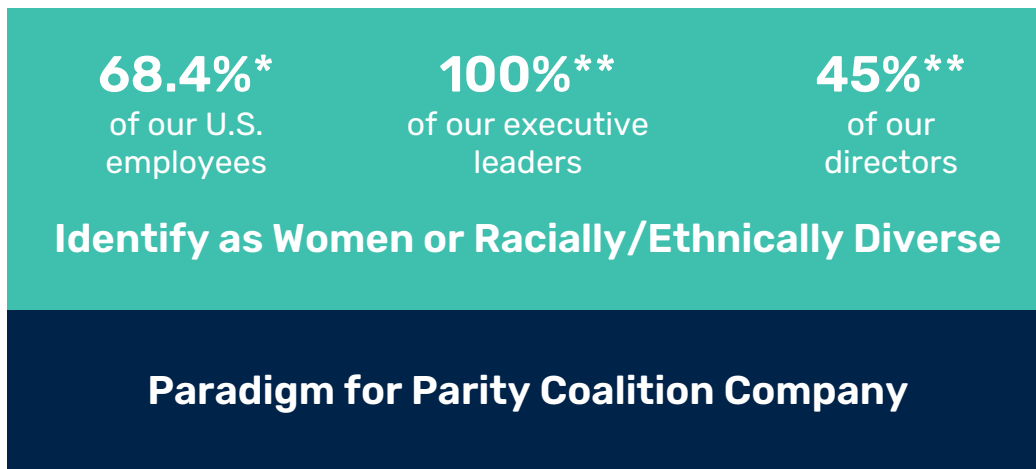 68.4%* 100%** 45%**
of our U.S. of our executive of our
employees leaders directors
Identify as Women or Racially/Ethnically Diverse
Paradigm for Parity Coalition Company